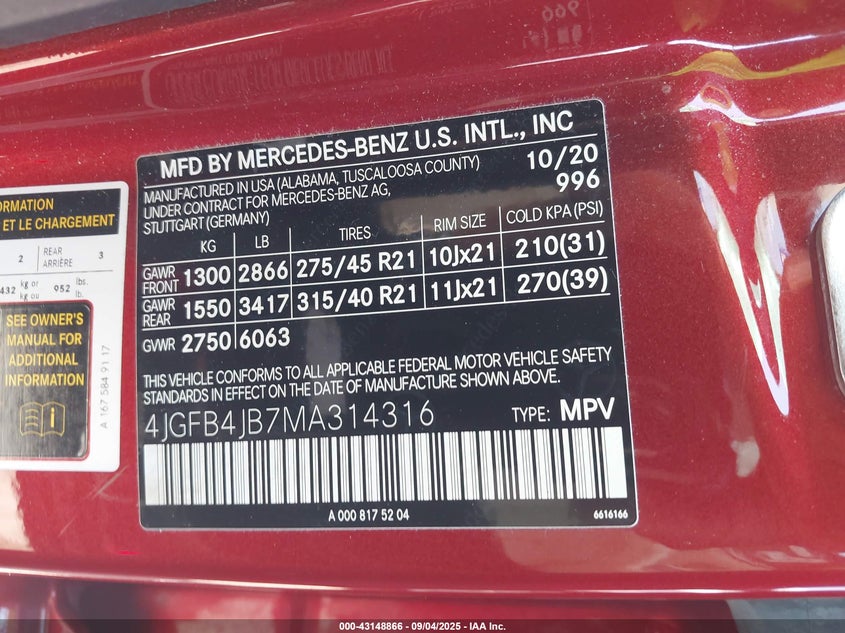 MFD BY MERCEDES-BENZ U.S. INTL., INC
MANUFACTURED IN USA (ALABAMA, TUSCALOOSA COUNTY)
UNDER CONTRACT FOR MERCEDES-BENZ AG,
STUTTGART (GERMANY)
10/20
996
KG LB TIRES RIM SIZE COLD KPA (PSI)
GAWR FRONT 1300 2866 275/45 R21 10Jx21 210(31)
GAWR REAR 1550 3417 315/40 R21 11Jx21 270(39)
GVWR 2750 6063
THIS VEHICLE CONFORMS TO ALL APPLICABLE FEDERAL MOTOR VEHICLE SAFETY
STANDARDS IN EFFECT ON THE DATE OF MANUFACTURE SHOWN ABOVE.
4JGFB4JB7MA314316 TYPE: MPV
A 000 817 52 04 6616166
ET LE CHARGEMENT
2 REAR ARRIÈRE 3
432 kg or kg ou 952 lbs. lb.
SEE OWNER'S
MANUAL FOR
ADDITIONAL
INFORMATION
A 167 584 91 17
000-43148866 - 09/04/2025 - IAA Inc.